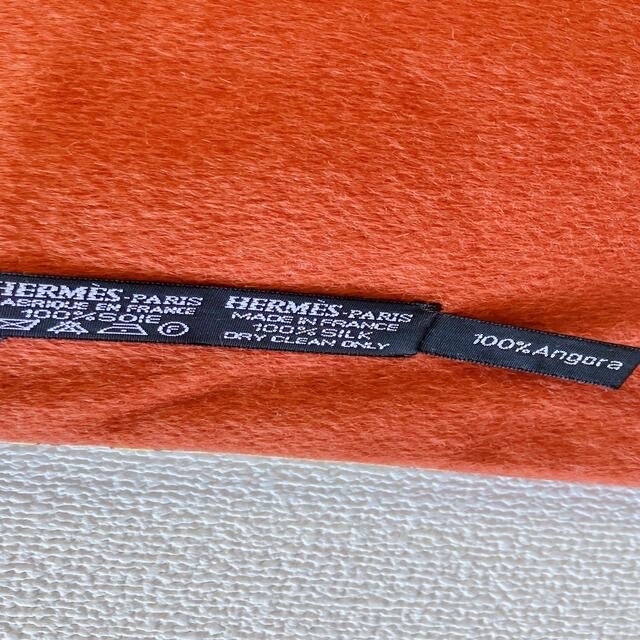 HERMÈS-PARIS
FABRIQUE EN FRANCE
100% SOIE
F
HERMÈS-PARIS
MADE IN FRANCE
100% SILK
DRY CLEAN ONLY
100% Angora